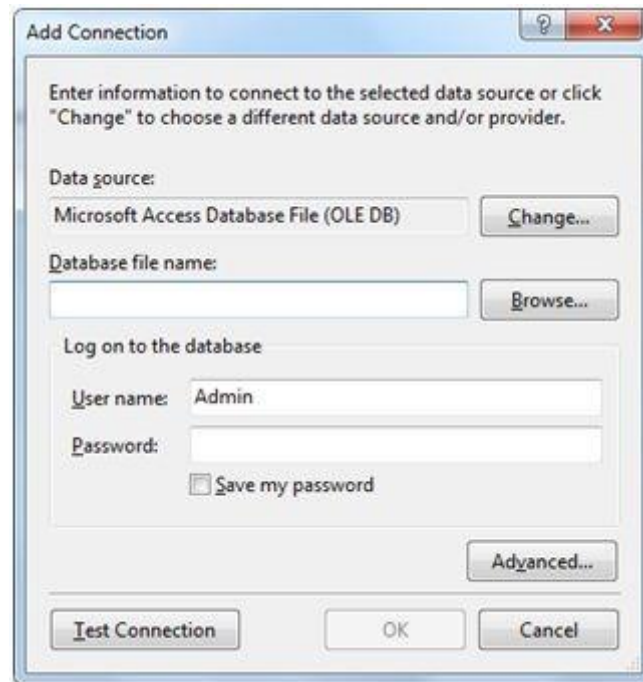 Add Connection
Enter information to connect to the selected data source or click
"Change" to choose a different data source and/or provider.
Data source:
Microsoft Access Database File (OLE DB)
Change...
Database file name:
Browse...
Log on to the database
User name:
Admin
Password:
Save my password
Advanced...
Test Connection
OK
Cancel